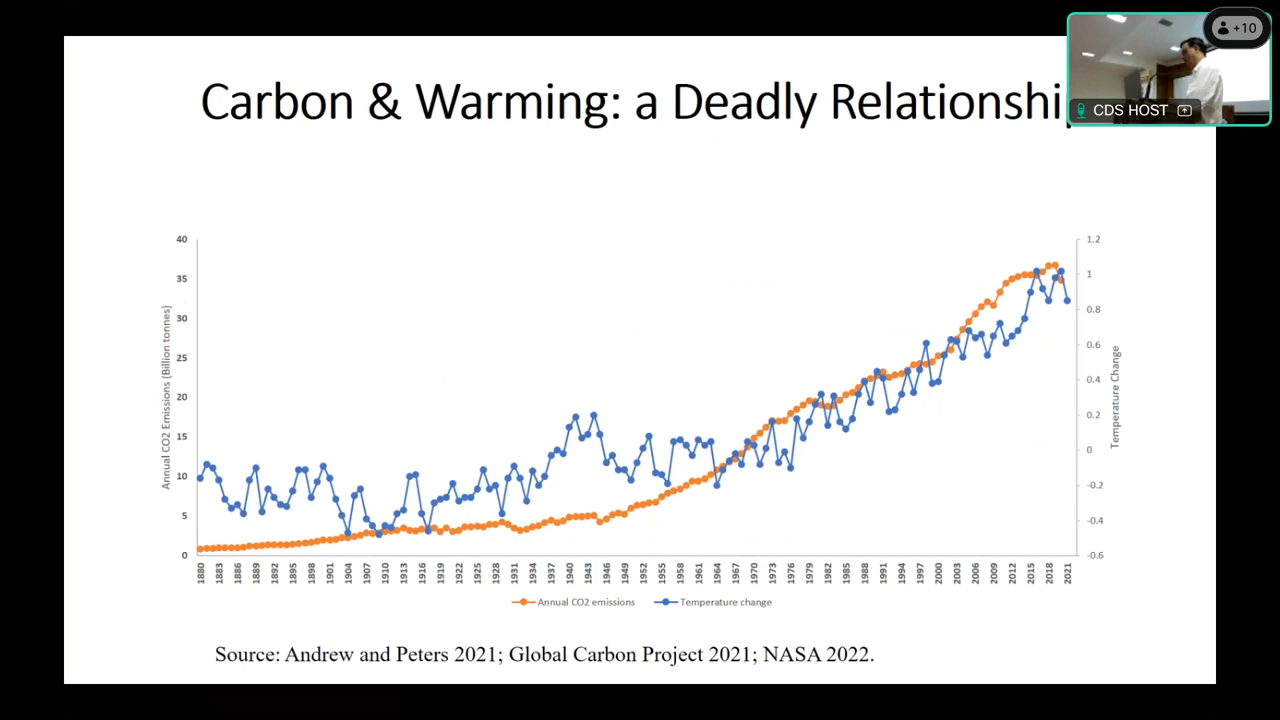 +10
CDS HOST
Carbon & Warming: a Deadly Relationshi
40
35
30
25
20
15
10
5
0
Annual CO2 Emissions (Billion tonnes)
1.2
1
0.8
0.6
0.4
0.2
0
-0.2
-0.4
-0.6
Temperature Change
1880 1883 1886 1889 1892 1895 1898 1901 1904 1907 1910 1913 1916 1919 1922 1925 1928 1931 1934 1937 1940 1943 1946 1949 1952 1955 1958 1961 1964 1967 1970 1973 1976 1979 1982 1985 1988 1991 1994 1997 2000 2003 2006 2009 2012 2015 2018 2021
Annual CO2 emissions Temperature change
Source: Andrew and Peters 2021; Global Carbon Project 2021; NASA 2022.